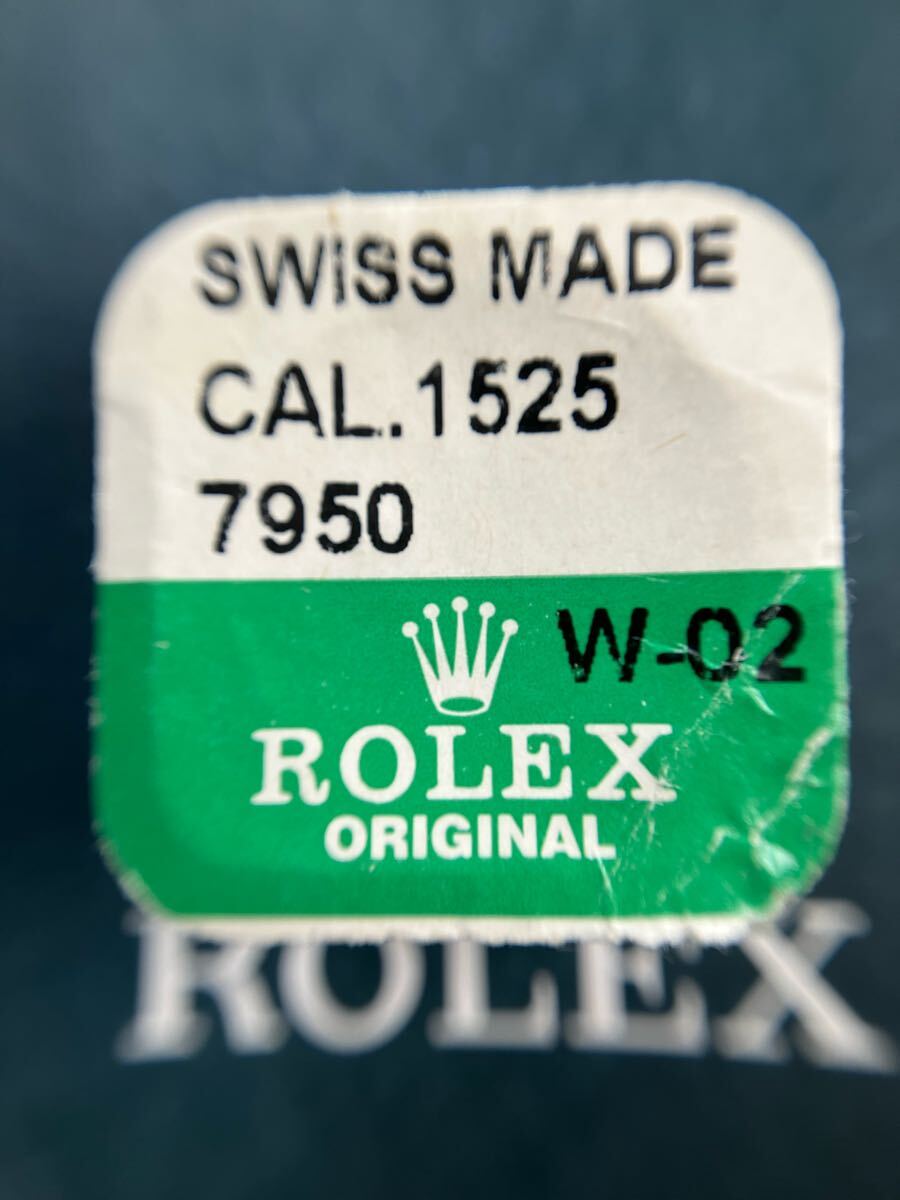 SWISS MADE
CAL.1525
7950
W-02
ROLEX
ORIGINAL
ROLEX